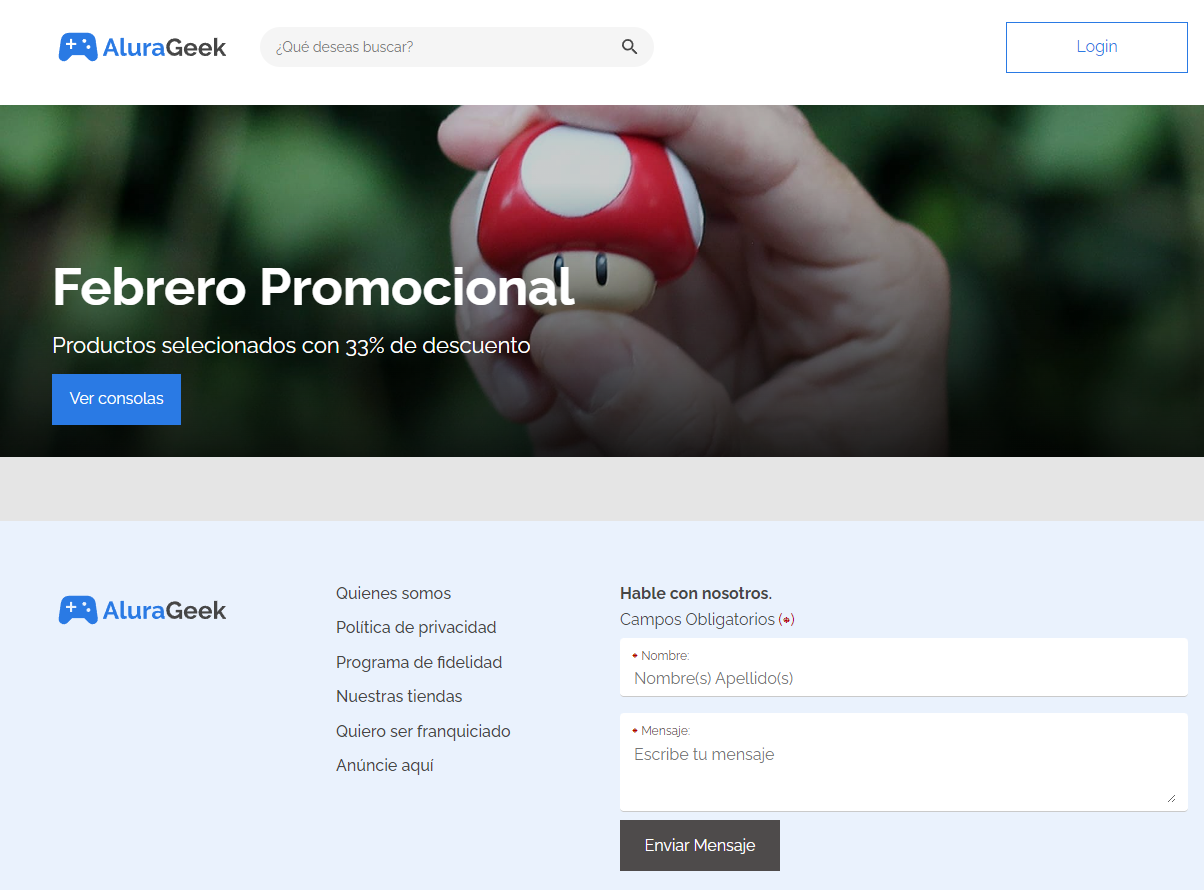 AluraGeek
¿Qué deseas buscar?
Login
Febrero Promocional
Productos selecionados con 33% de descuento
Ver consolas
AluraGeek
Quienes somos
Política de privacidad
Programa de fidelidad
Nuestras tiendas
Quiero ser franquiciado
Anúncie aquí
Hable con nosotros.
Campos Obligatorios (*)
* Nombre:
Nombre(s) Apellido(s)
* Mensaje:
Escribe tu mensaje
Enviar Mensaje